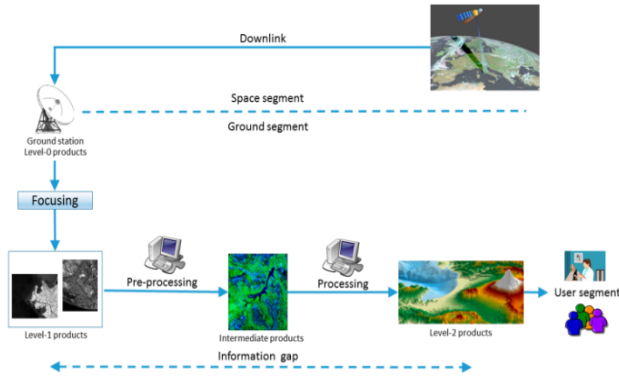 Downlink
Space segment
Ground segment
Ground station
Level-0 products
Focusing
Pre-processing
Processing
User segment
Level-1 products
Intermediate products
Level-2 products
Information gap